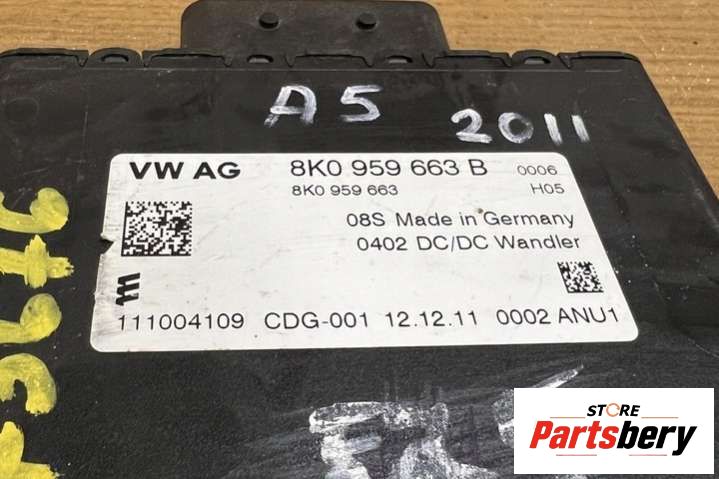 A5 2011
VW AG 8K0 959 663 B 0006
8K0 959 663 H05
08S Made in Germany
0402 DC/DC Wandler
111004109 CDG-001 12.12.11 0002 ANU1
STORE
Partsbery